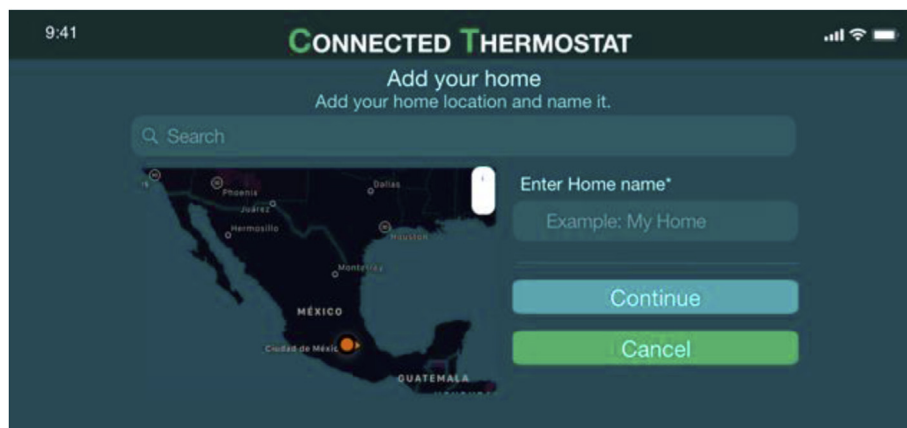 9:41
CONNECTED THERMOSTAT
Add your home
Add your home location and name it.
Search
Phoenix
Dallas
Juárez
Hermosillo
Houston
Monterrey
MÉXICO
Ciudad de Méxic
GUATEMALA
Enter Home name*
Example: My Home
Continue
Cancel